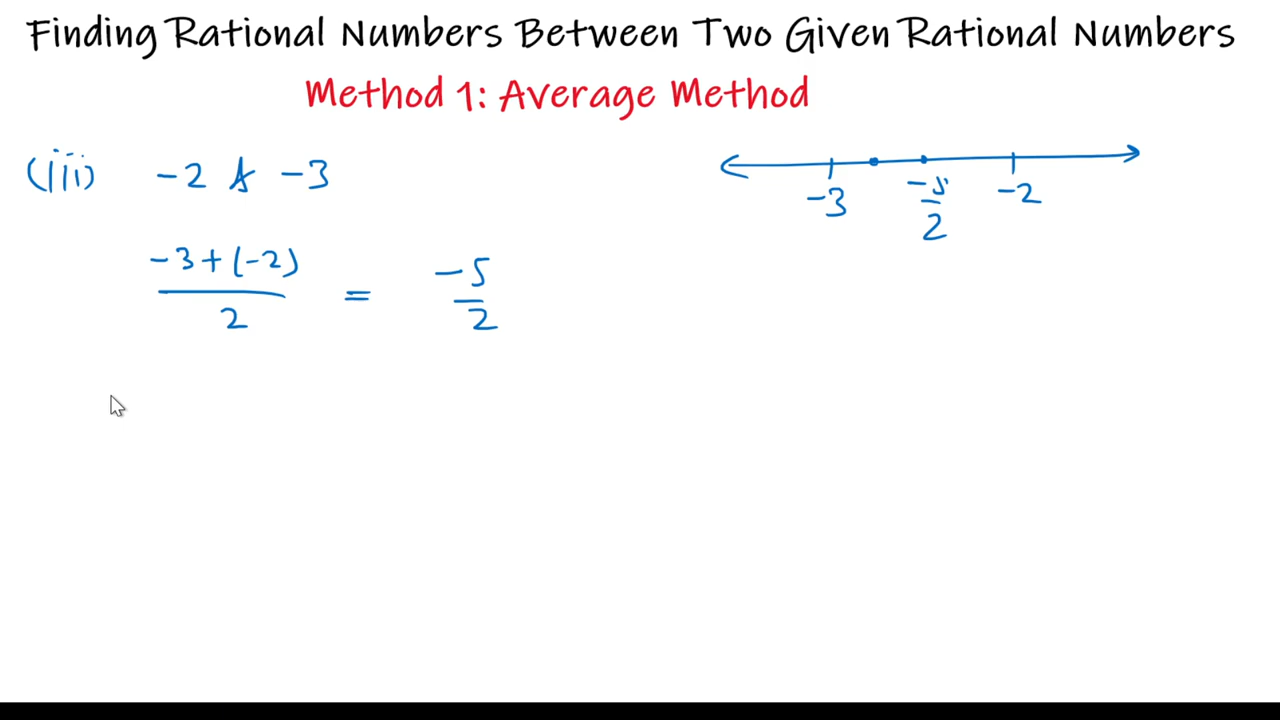 Finding Rational Numbers Between Two Given Rational Numbers
Method 1: Average Method
(iii) -2 & -3
-3 -5/2 -2
-3+(-2)/2 = -5/2